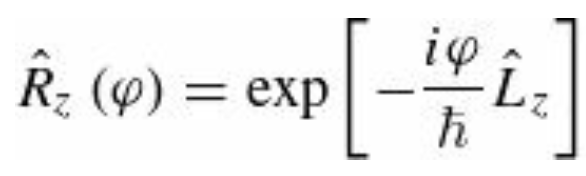 R̂_z (φ) = exp[−(iφ/ħ) L̂_z]